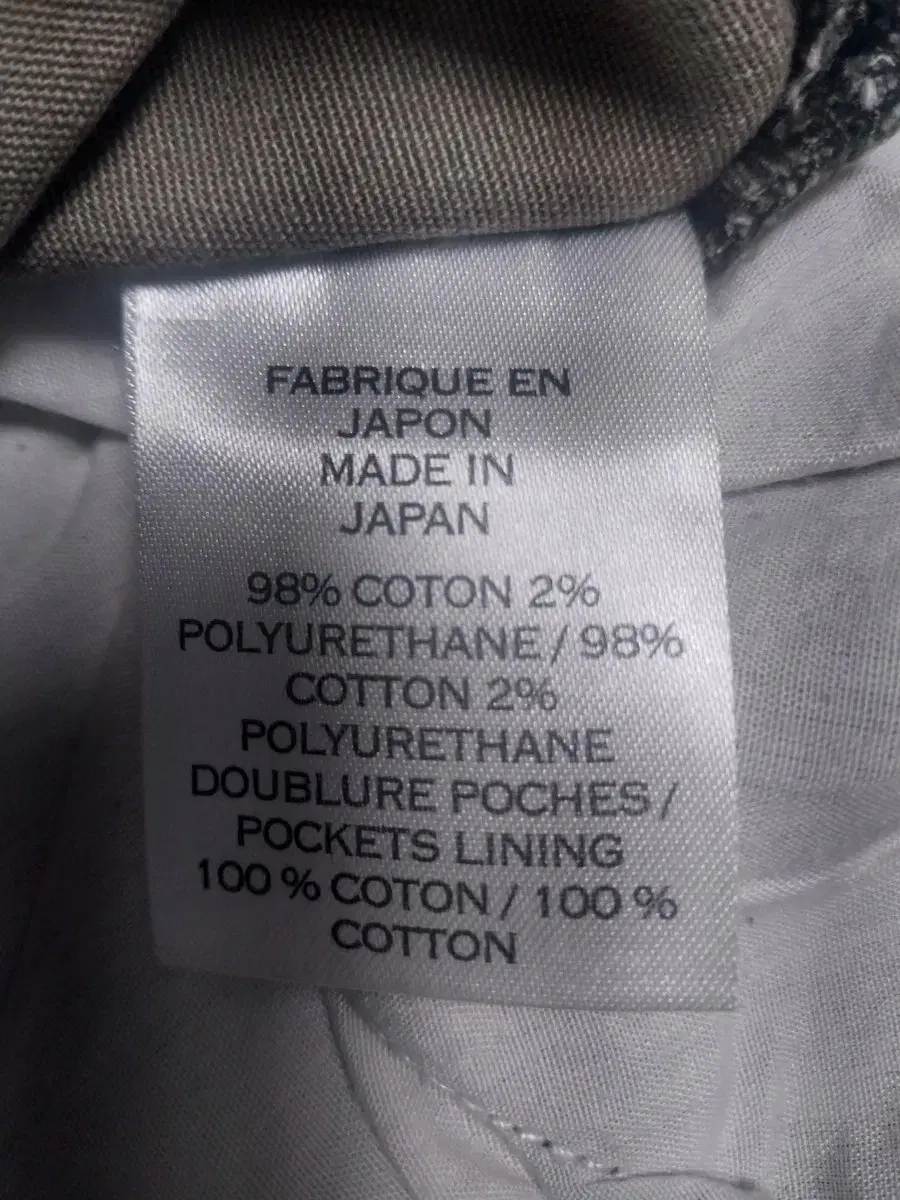 FABRIQUE EN
JAPON
MADE IN
JAPAN
98% COTON 2%
POLYURETHANE / 98%
COTTON 2%
POLYURETHANE
DOUBLURE POCHES /
POCKETS LINING
100 % COTON / 100 %
COTTON